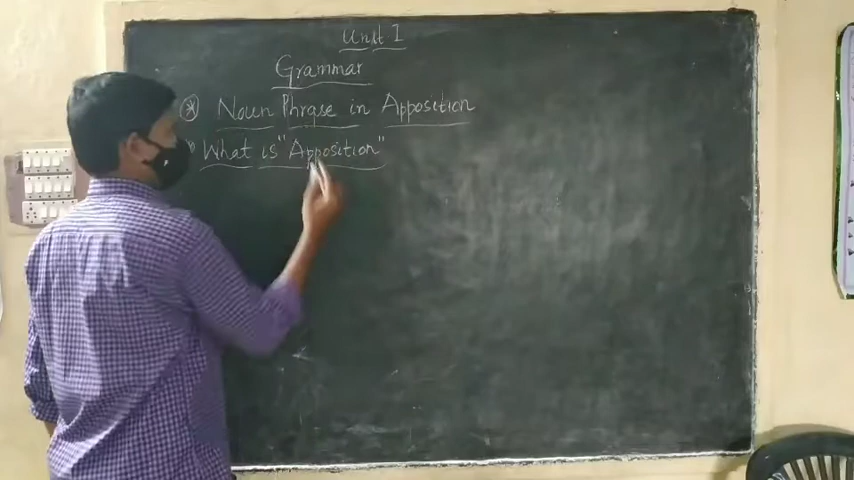 Unit I
Grammar
* Noun Phrase in Apposition
What is "Apposition"